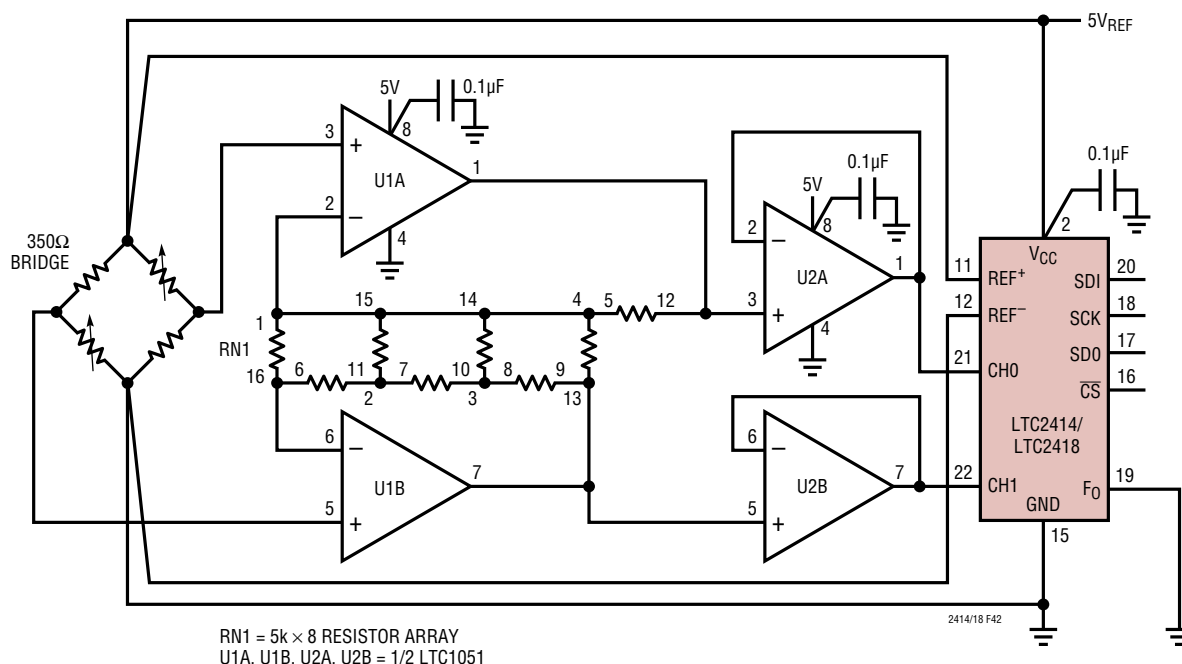 5VREF
5V
0.1µF
8
3
+
U1A
1
2
−
4
350Ω
BRIDGE
5V
0.1µF
8
2
−
U2A
1
3
+
4
0.1µF
2
VCC
11
REF+
SDI
20
12
REF−
SCK
18
SD0
17
21
CH0
CS
16
LTC2414/
LTC2418
22
CH1
FO
19
GND
15
1
15
14
4
5
12
RN1
16
6
11
7
10
8
9
2
3
13
6
−
U1B
7
5
+
6
−
U2B
7
5
+
2414/18 F42
RN1 = 5k × 8 RESISTOR ARRAY
U1A, U1B, U2A, U2B = 1/2 LTC1051